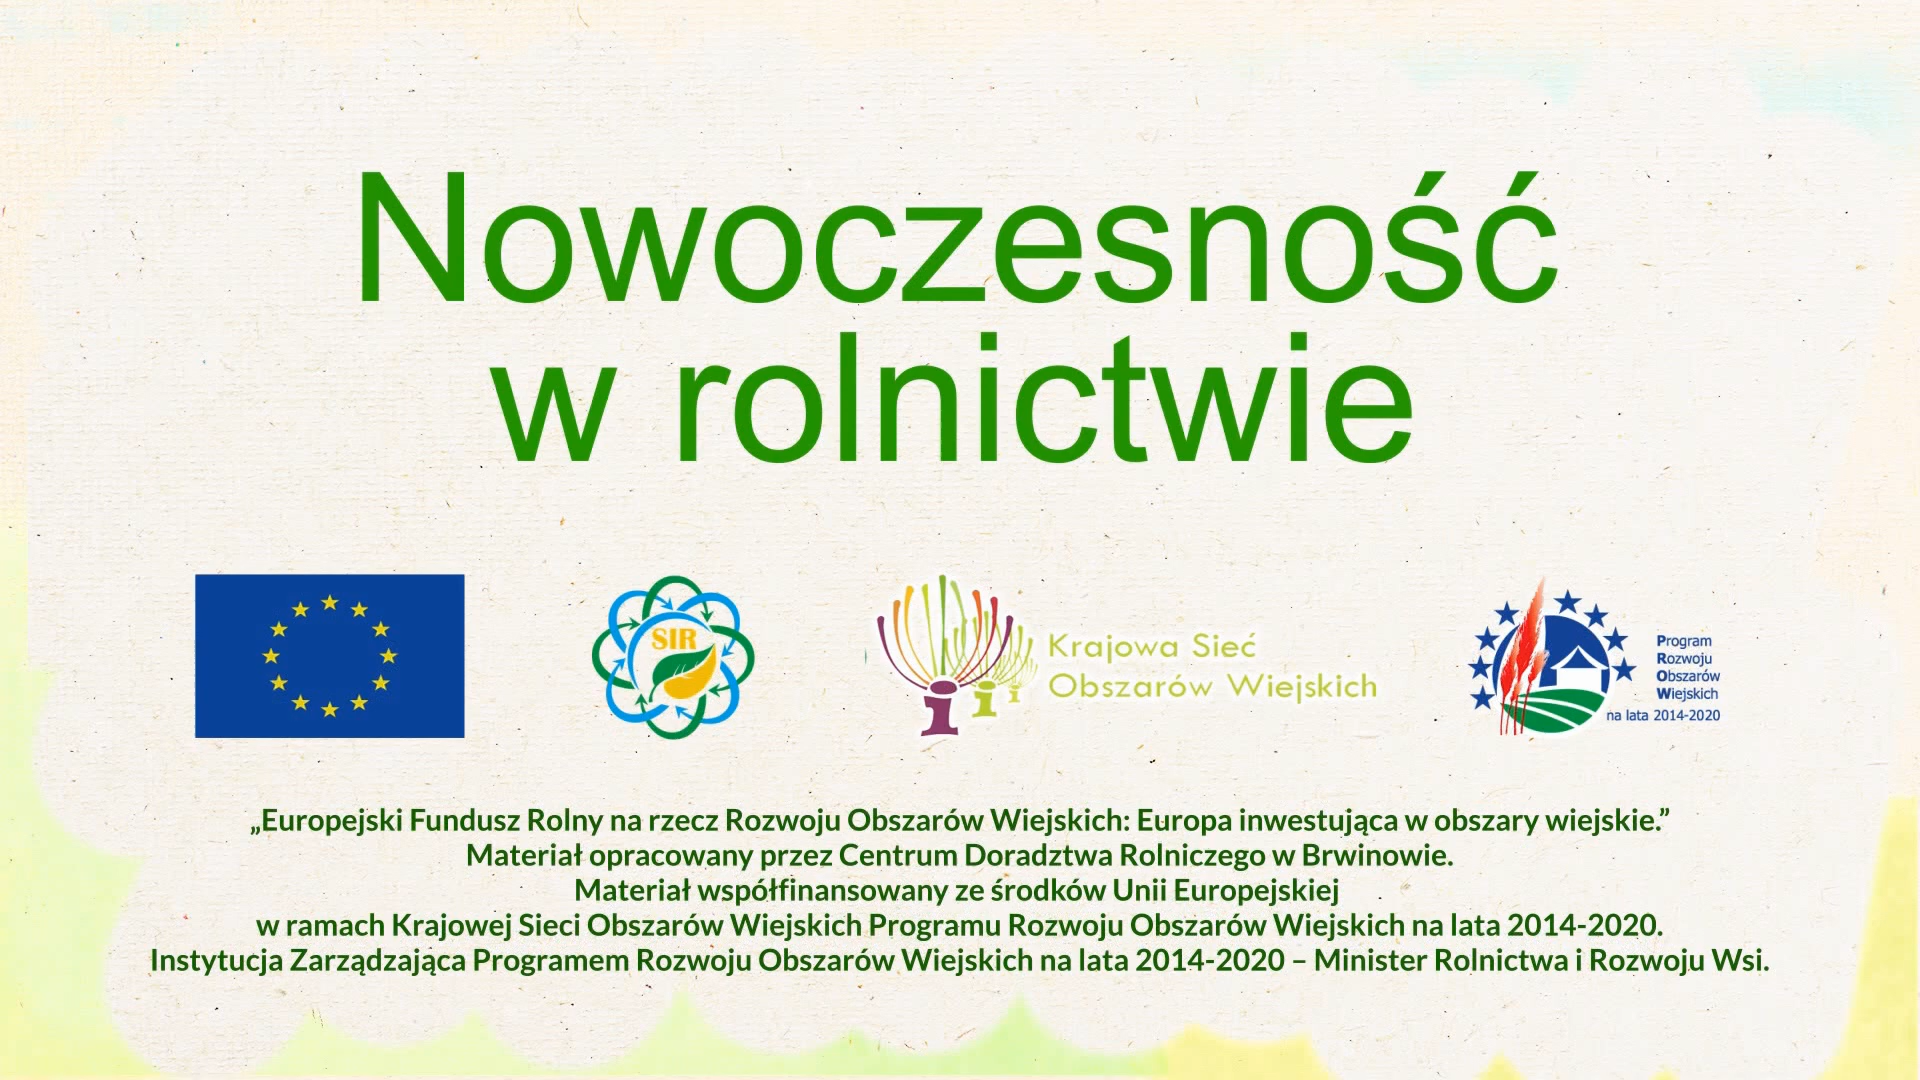 Nowoczesność
w rolnictwie
SIR
Krajowa Sieć
Obszarów Wiejskich
Program
Rozwoju
Obszarów
Wiejskich
na lata 2014-2020
„Europejski Fundusz Rolny na rzecz Rozwoju Obszarów Wiejskich: Europa inwestująca w obszary wiejskie.”
Materiał opracowany przez Centrum Doradztwa Rolniczego w Brwinowie.
Materiał współfinansowany ze środków Unii Europejskiej
w ramach Krajowej Sieci Obszarów Wiejskich Programu Rozwoju Obszarów Wiejskich na lata 2014-2020.
Instytucja Zarządzająca Programem Rozwoju Obszarów Wiejskich na lata 2014-2020 – Minister Rolnictwa i Rozwoju Wsi.